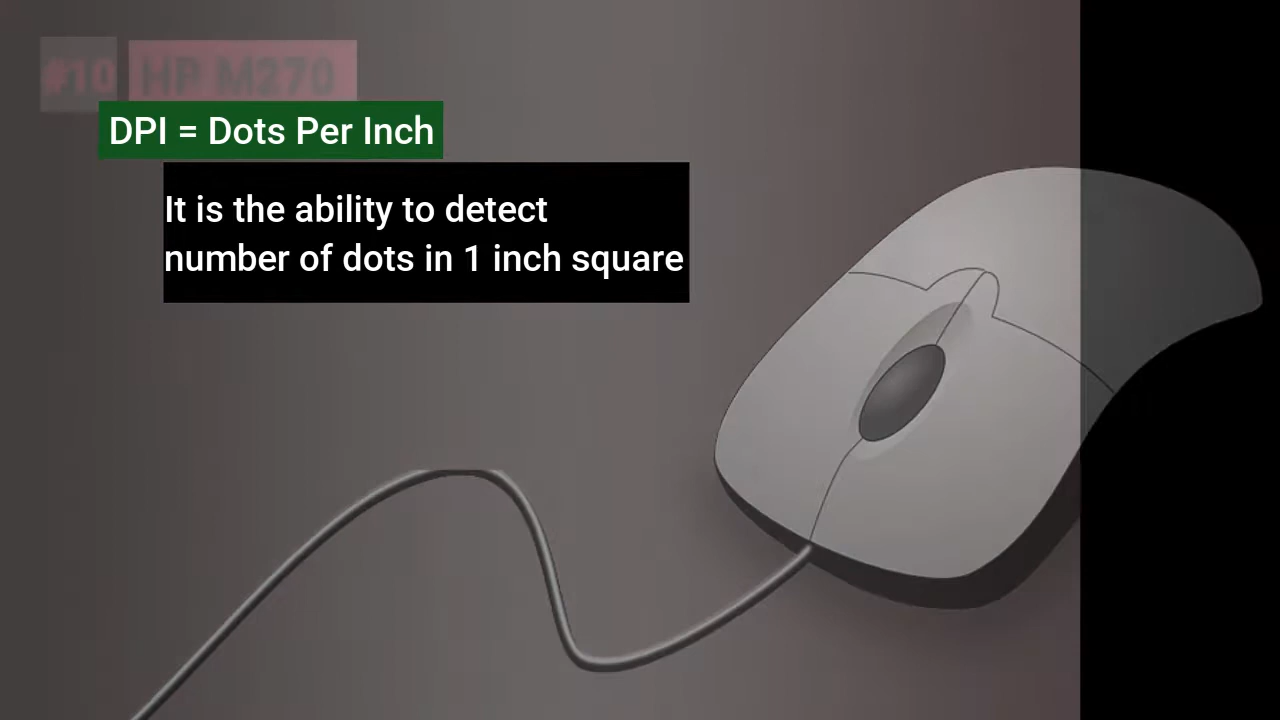 #10 HP M270
DPI = Dots Per Inch
It is the ability to detect
number of dots in 1 inch square